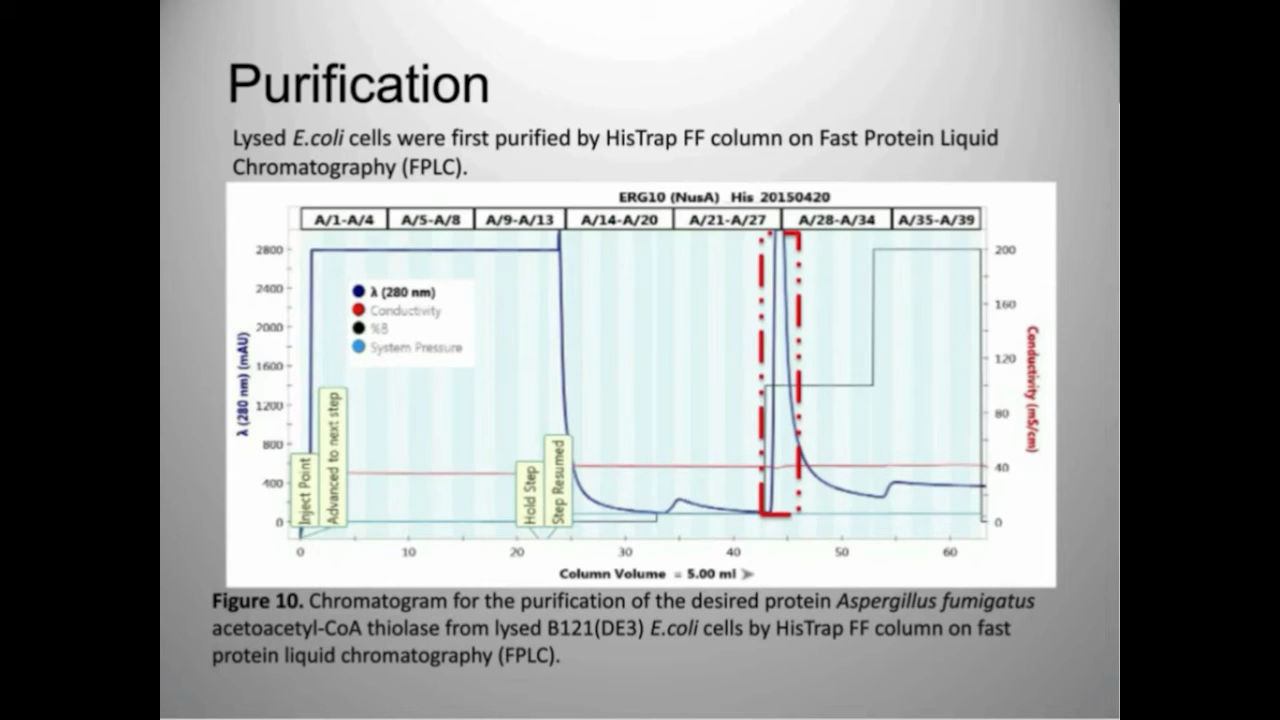 Purification
Lysed E.coli cells were first purified by HisTrap FF column on Fast Protein Liquid
Chromatography (FPLC).
ERG10 (NusA) His 20150420
A/1-A/4 A/5-A/8 A/9-A/13 A/14-A/20 A/21-A/27 A/28-A/34 A/35-A/39
2800
2400
2000
1600
1200
800
400
0
λ (280 nm) (mAU)
λ (280 nm)
Conductivity
%B
System Pressure
Inject Point
Advanced to next step
Hold Step
Step Resumed
200
160
120
80
40
0
Conductivity (mS/cm)
0 10 20 30 40 50 60
Column Volume = 5.00 ml
Figure 10. Chromatogram for the purification of the desired protein Aspergillus fumigatus
acetoacetyl-CoA thiolase from lysed B121(DE3) E.coli cells by HisTrap FF column on fast
protein liquid chromatography (FPLC).